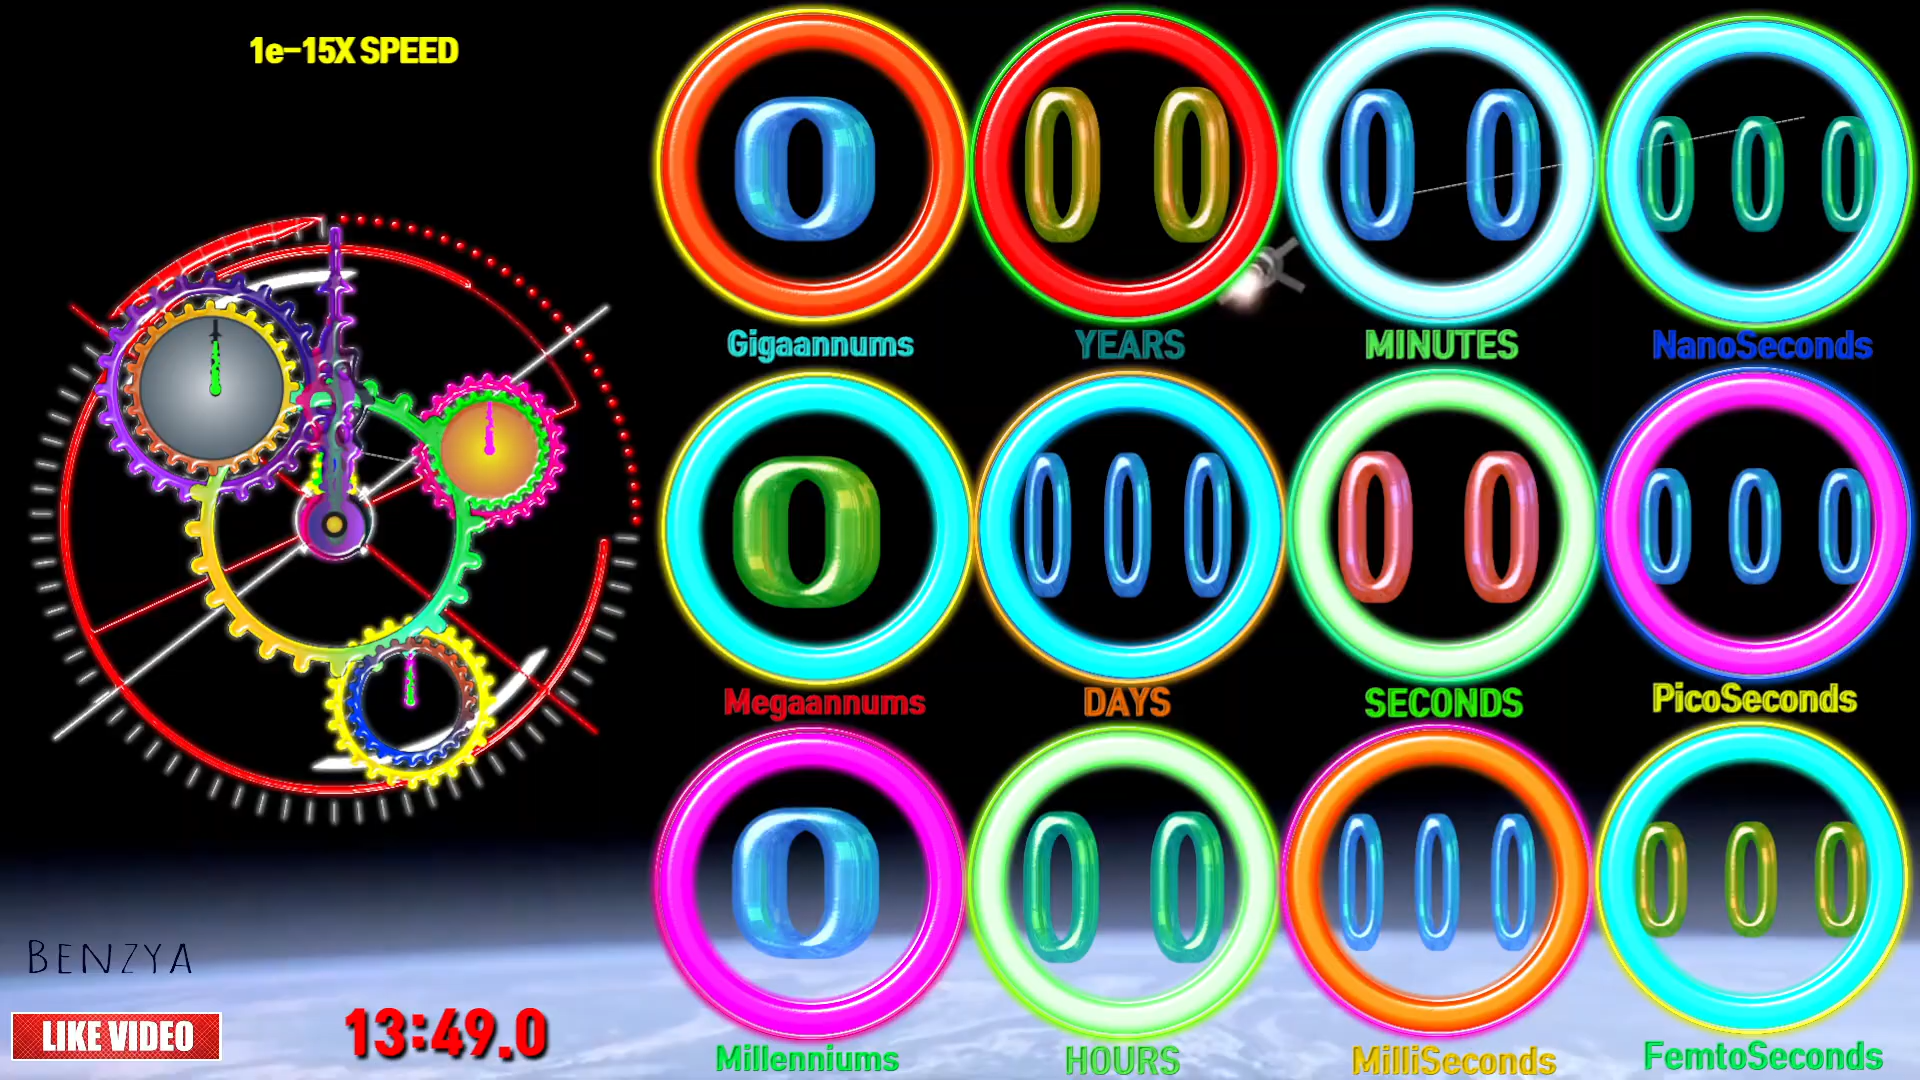 1e-15X SPEED
0
00
00
000
Gigaannums
YEARS
MINUTES
NanoSeconds
0
000
00
000
Megaannums
DAYS
SECONDS
PicoSeconds
0
00
000
000
Millenniums
HOURS
MilliSeconds
FemtoSeconds
BENZYA
LIKE VIDEO
13:49.0